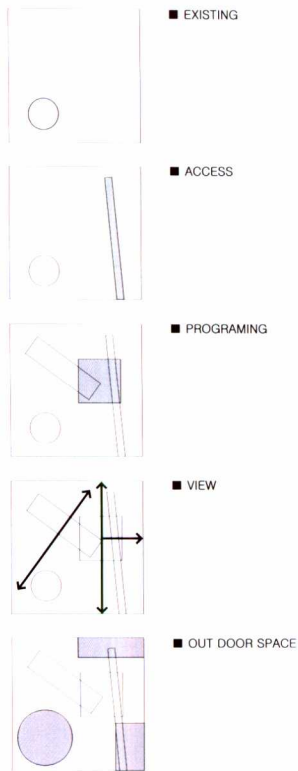 ■ EXISTING
■ ACCESS
■ PROGRAMING
■ VIEW
■ OUT DOOR SPACE